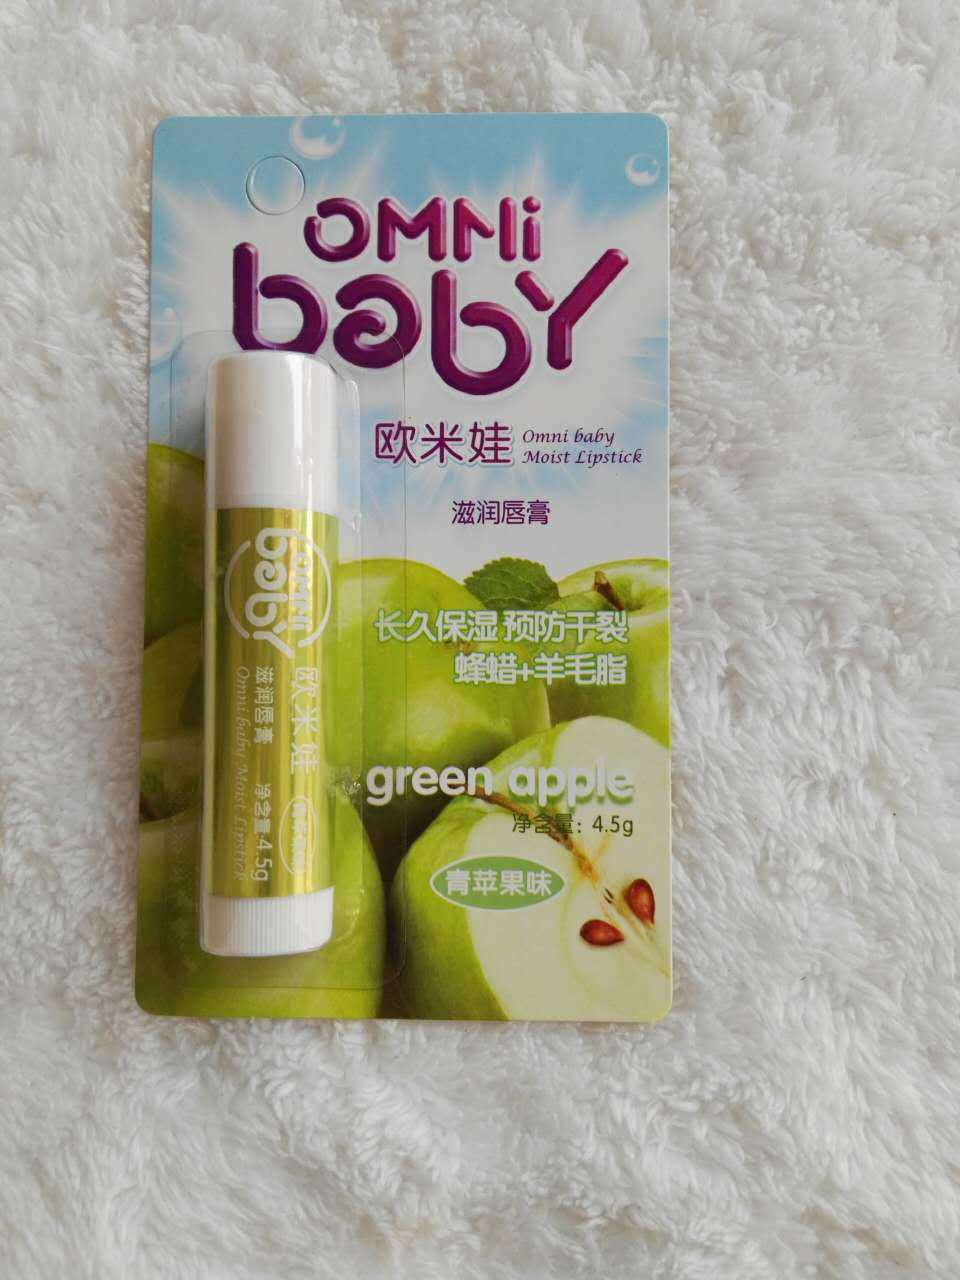 OMNi
baby
欧米娃
Omni baby
Moist Lipstick
滋润唇膏
长久保湿 预防干裂
蜂蜡+羊毛脂
green apple
净含量：4.5g
青苹果味
OMNi
baby
欧米娃
滋润唇膏 净含量4.5g
Omni baby Moist Lipstick